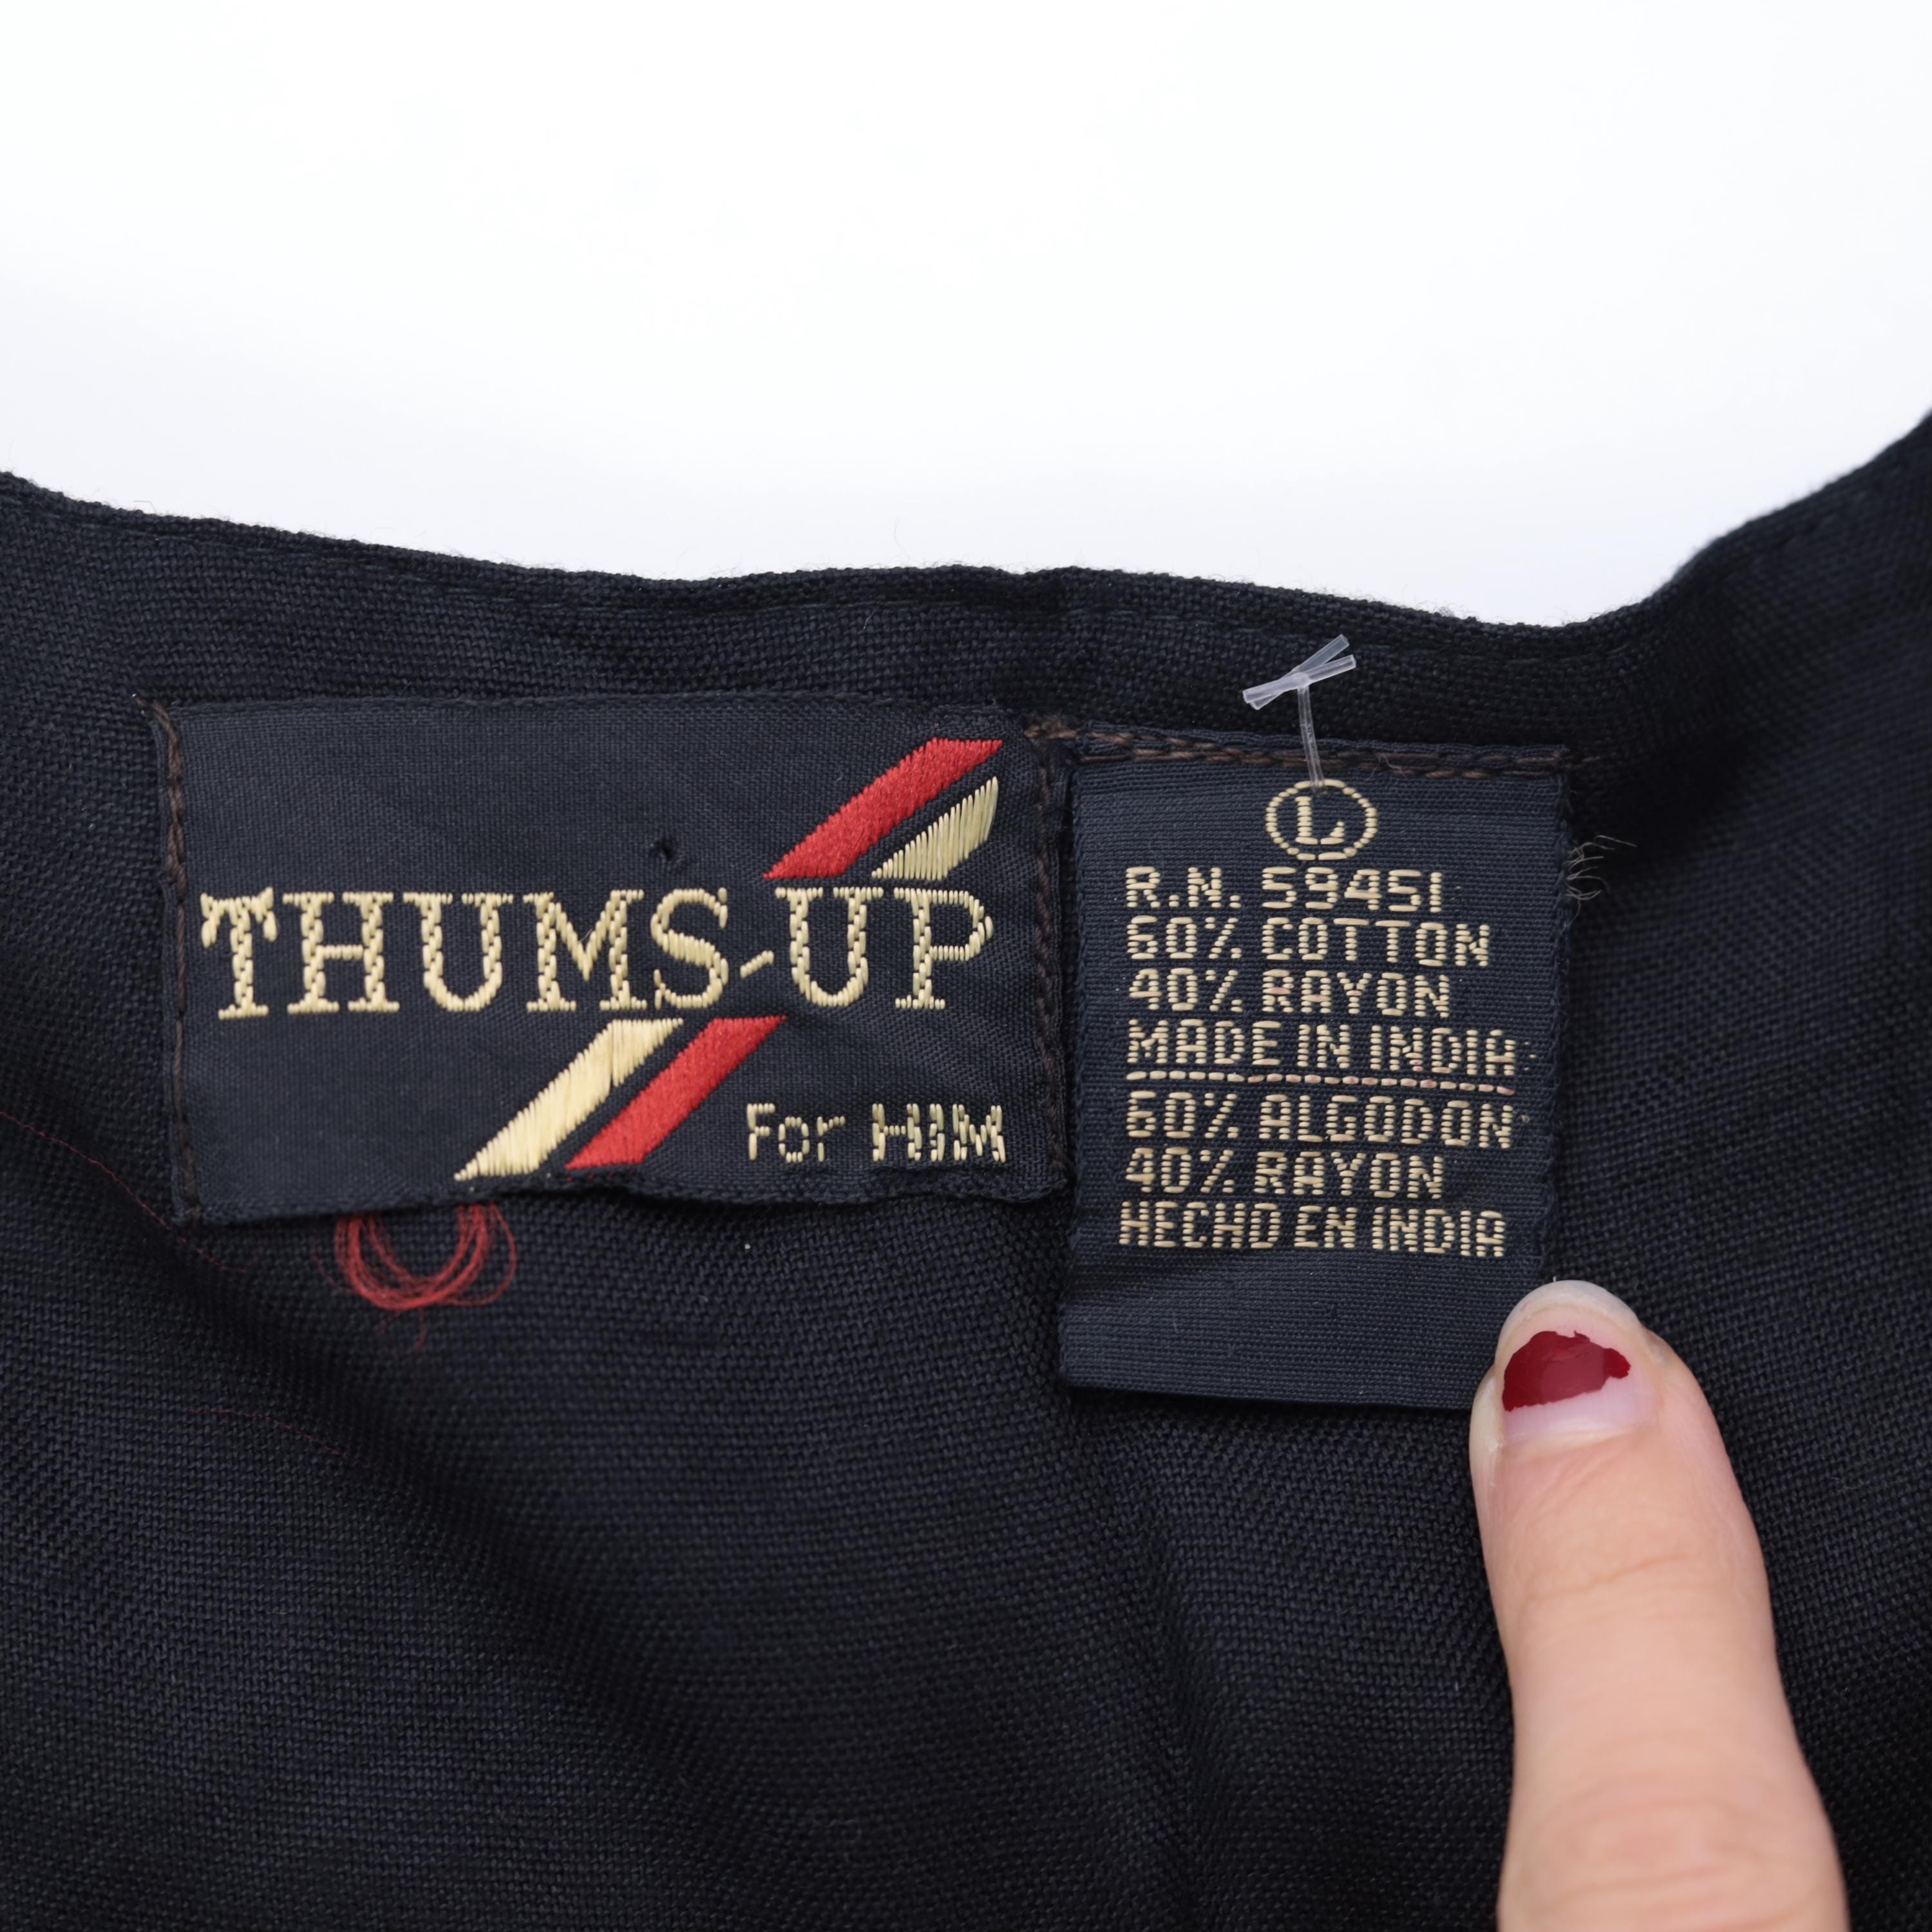 THUMS-UP
For HIM
L
R.N. 59451
60% COTTON
40% RAYON
MADE IN INDIA
60% ALGODON
40% RAYON
HECHO EN INDIA